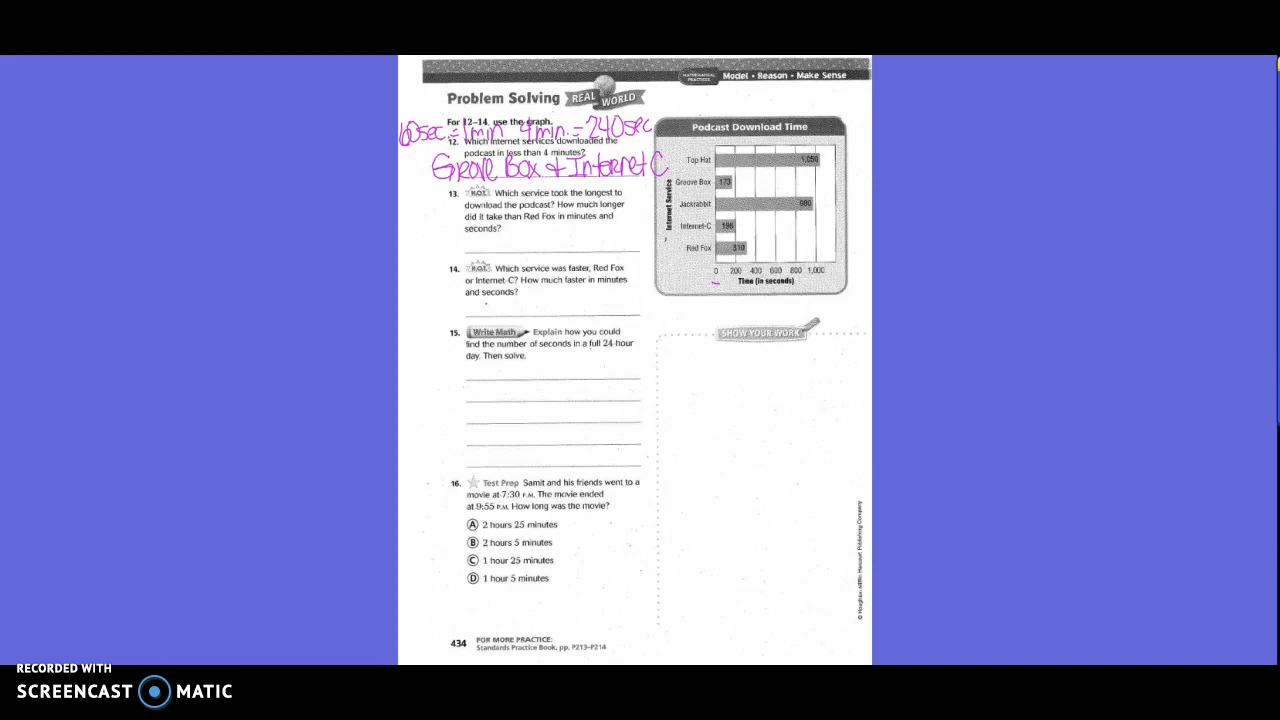 MATHEMATICAL PRACTICES Model • Reason • Make Sense
Problem Solving REAL WORLD
For 12–14, use the graph.
60sec.=1min 4min.=240sec
12. Which Internet services downloaded the
podcast in less than 4 minutes?
Grove Box + Internet C
13. H.O.T. Which service took the longest to
download the podcast? How much longer
did it take than Red Fox in minutes and
seconds?
14. H.O.T. Which service was faster, Red Fox
or Internet-C? How much faster in minutes
and seconds?
15. Write Math Explain how you could
find the number of seconds in a full 24-hour
day. Then solve.
16. Test Prep Samit and his friends went to a
movie at 7:30 P.M. The movie ended
at 9:55 P.M. How long was the movie?
A 2 hours 25 minutes
B 2 hours 5 minutes
C 1 hour 25 minutes
D 1 hour 5 minutes
434 FOR MORE PRACTICE:
Standards Practice Book, pp. P213–P214
Podcast Download Time
Internet Service
Top Hat 1,050
Groove Box 173
Jackrabbit
Internet-C
Red Fox 310
0 200 400 600 800 1,000
Time (in seconds)
SHOW YOUR WORK
© Houghton Mifflin Harcourt Publishing Company
RECORDED WITH
SCREENCAST MATIC